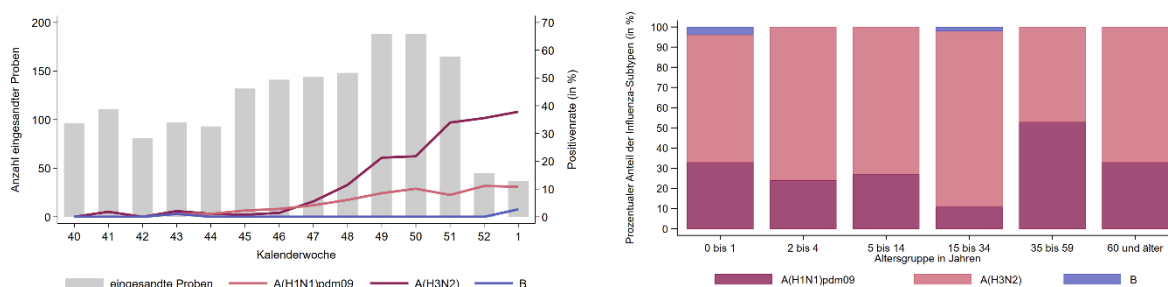 Anzahl eingesandter Proben
200
150
100
50
0
70
60
50
40
30
20
10
0
Positivenrate (in %)
40 41 42 43 44 45 46 47 48 49 50 51 52 1
Kalenderwoche
eingesandte Proben A(H1N1)pdm09 A(H3N2) B
Prozentualer Anteil der Influenza-Subtypen (in %)
100
90
80
70
60
50
40
30
20
10
0
0 bis 1 2 bis 4 5 bis 14 15 bis 34 35 bis 59 60 und älter
Altersgruppe in Jahren
A(H1N1)pdm09 A(H3N2) B